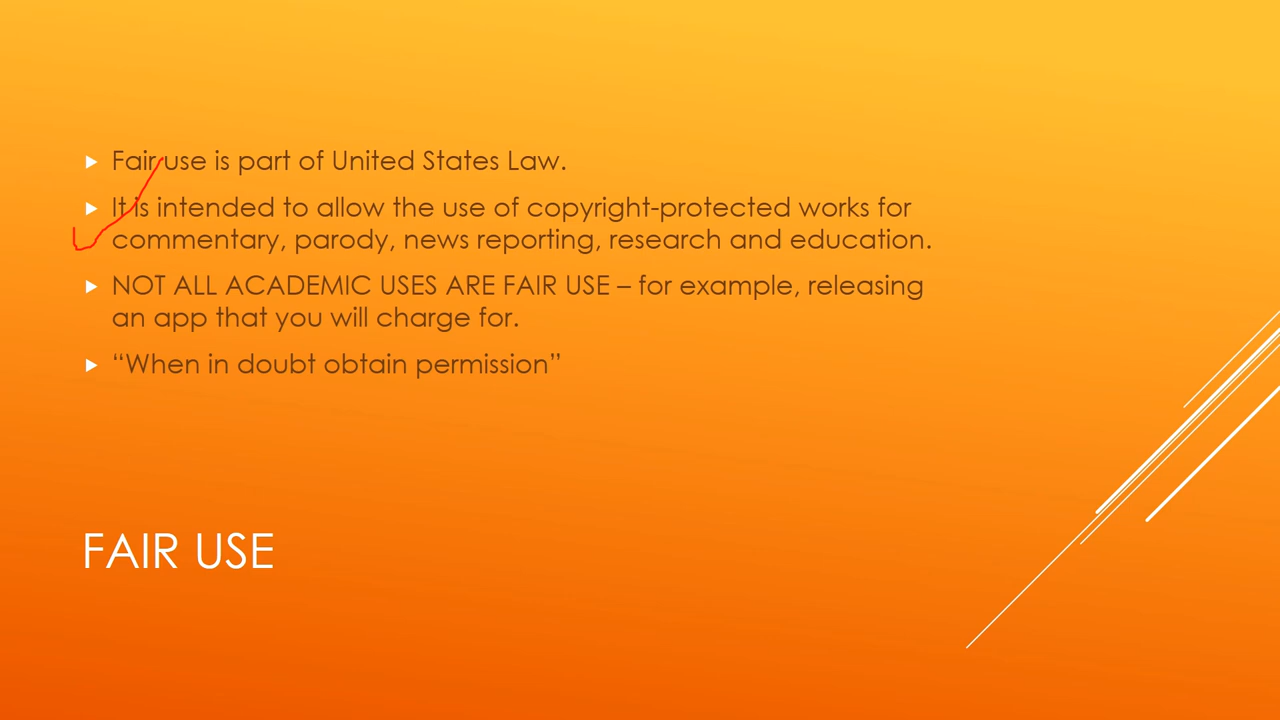 Fair use is part of United States Law.
It is intended to allow the use of copyright-protected works for
commentary, parody, news reporting, research and education.
NOT ALL ACADEMIC USES ARE FAIR USE – for example, releasing
an app that you will charge for.
“When in doubt obtain permission”
FAIR USE